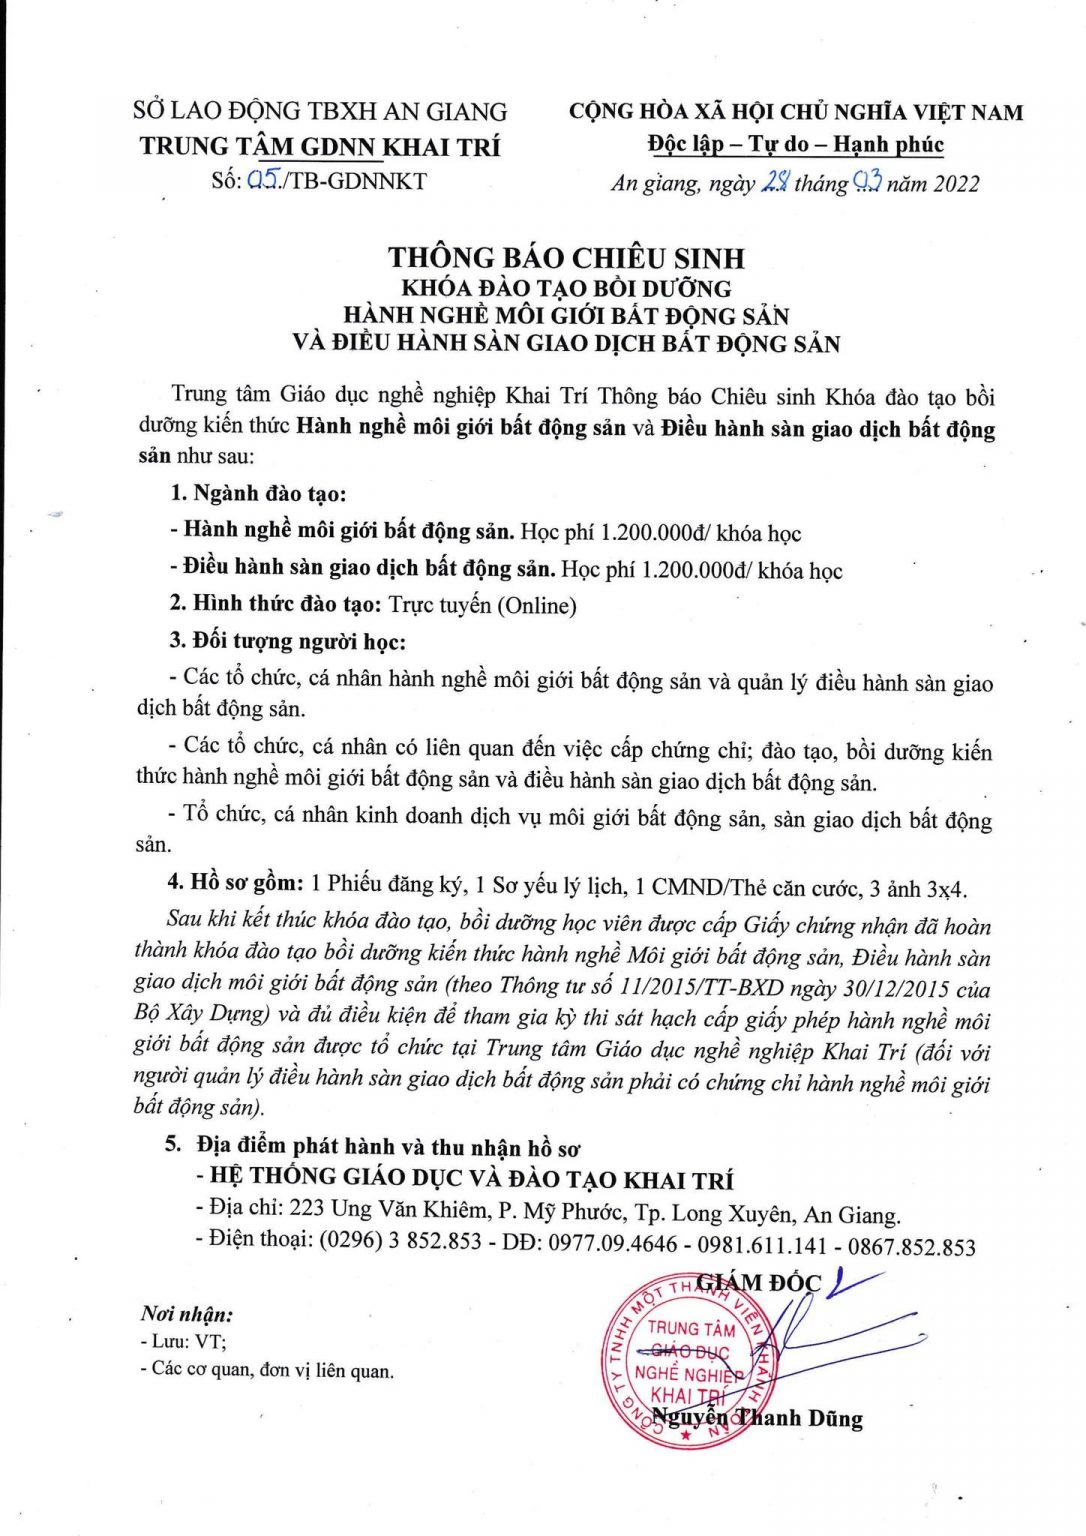 SỞ LAO ĐỘNG TBXH AN GIANG
TRUNG TÂM GDNN KHAI TRÍ
Số: 05./TB-GDNNKT
CỘNG HÒA XÃ HỘI CHỦ NGHĨA VIỆT NAM
Độc lập – Tự do – Hạnh phúc
An giang, ngày 28 tháng 03 năm 2022
THÔNG BÁO CHIÊU SINH
KHÓA ĐÀO TẠO BỒI DƯỠNG
HÀNH NGHỀ MÔI GIỚI BẤT ĐỘNG SẢN
VÀ ĐIỀU HÀNH SÀN GIAO DỊCH BẤT ĐỘNG SẢN
Trung tâm Giáo dục nghề nghiệp Khai Trí Thông báo Chiêu sinh Khóa đào tạo bồi
dưỡng kiến thức Hành nghề môi giới bất động sản và Điều hành sàn giao dịch bất động
sản như sau:
1. Ngành đào tạo:
- Hành nghề môi giới bất động sản. Học phí 1.200.000đ/ khóa học
- Điều hành sàn giao dịch bất động sản. Học phí 1.200.000đ/ khóa học
2. Hình thức đào tạo: Trực tuyến (Online)
3. Đối tượng người học:
- Các tổ chức, cá nhân hành nghề môi giới bất động sản và quản lý điều hành sàn giao
dịch bất động sản.
- Các tổ chức, cá nhân có liên quan đến việc cấp chứng chỉ; đào tạo, bồi dưỡng kiến
thức hành nghề môi giới bất động sản và điều hành sàn giao dịch bất động sản.
- Tổ chức, cá nhân kinh doanh dịch vụ môi giới bất động sản, sàn giao dịch bất động
sản.
4. Hồ sơ gồm: 1 Phiếu đăng ký, 1 Sơ yếu lý lịch, 1 CMND/Thẻ căn cước, 3 ảnh 3x4.
Sau khi kết thúc khóa đào tạo, bồi dưỡng học viên được cấp Giấy chứng nhận đã hoàn
thành khóa đào tạo bồi dưỡng kiến thức hành nghề Môi giới bất động sản, Điều hành sàn
giao dịch môi giới bất động sản (theo Thông tư số 11/2015/TT-BXD ngày 30/12/2015 của
Bộ Xây Dựng) và đủ điều kiện để tham gia kỳ thi sát hạch cấp giấy phép hành nghề môi
giới bất động sản được tổ chức tại Trung tâm Giáo dục nghề nghiệp Khai Trí (đối với
người quản lý điều hành sàn giao dịch bất động sản phải có chứng chỉ hành nghề môi giới
bất động sản).
5. Địa điểm phát hành và thu nhận hồ sơ
- HỆ THỐNG GIÁO DỤC VÀ ĐÀO TẠO KHAI TRÍ
- Địa chỉ: 223 Ung Văn Khiêm, P. Mỹ Phước, Tp. Long Xuyên, An Giang.
- Điện thoại: (0296) 3 852.853 - DĐ: 0977.09.4646 - 0981.611.141 - 0867.852.853
GIÁM ĐỐC
Nơi nhận:
- Lưu: VT;
- Các cơ quan, đơn vị liên quan.
CÔNG TY TNHH MỘT THÀNH VIÊN KHÁNH TOÀN
TRUNG TÂM
GIÁO DỤC
NGHỀ NGHIỆP
KHAI TRÍ
Nguyễn Thanh Dũng